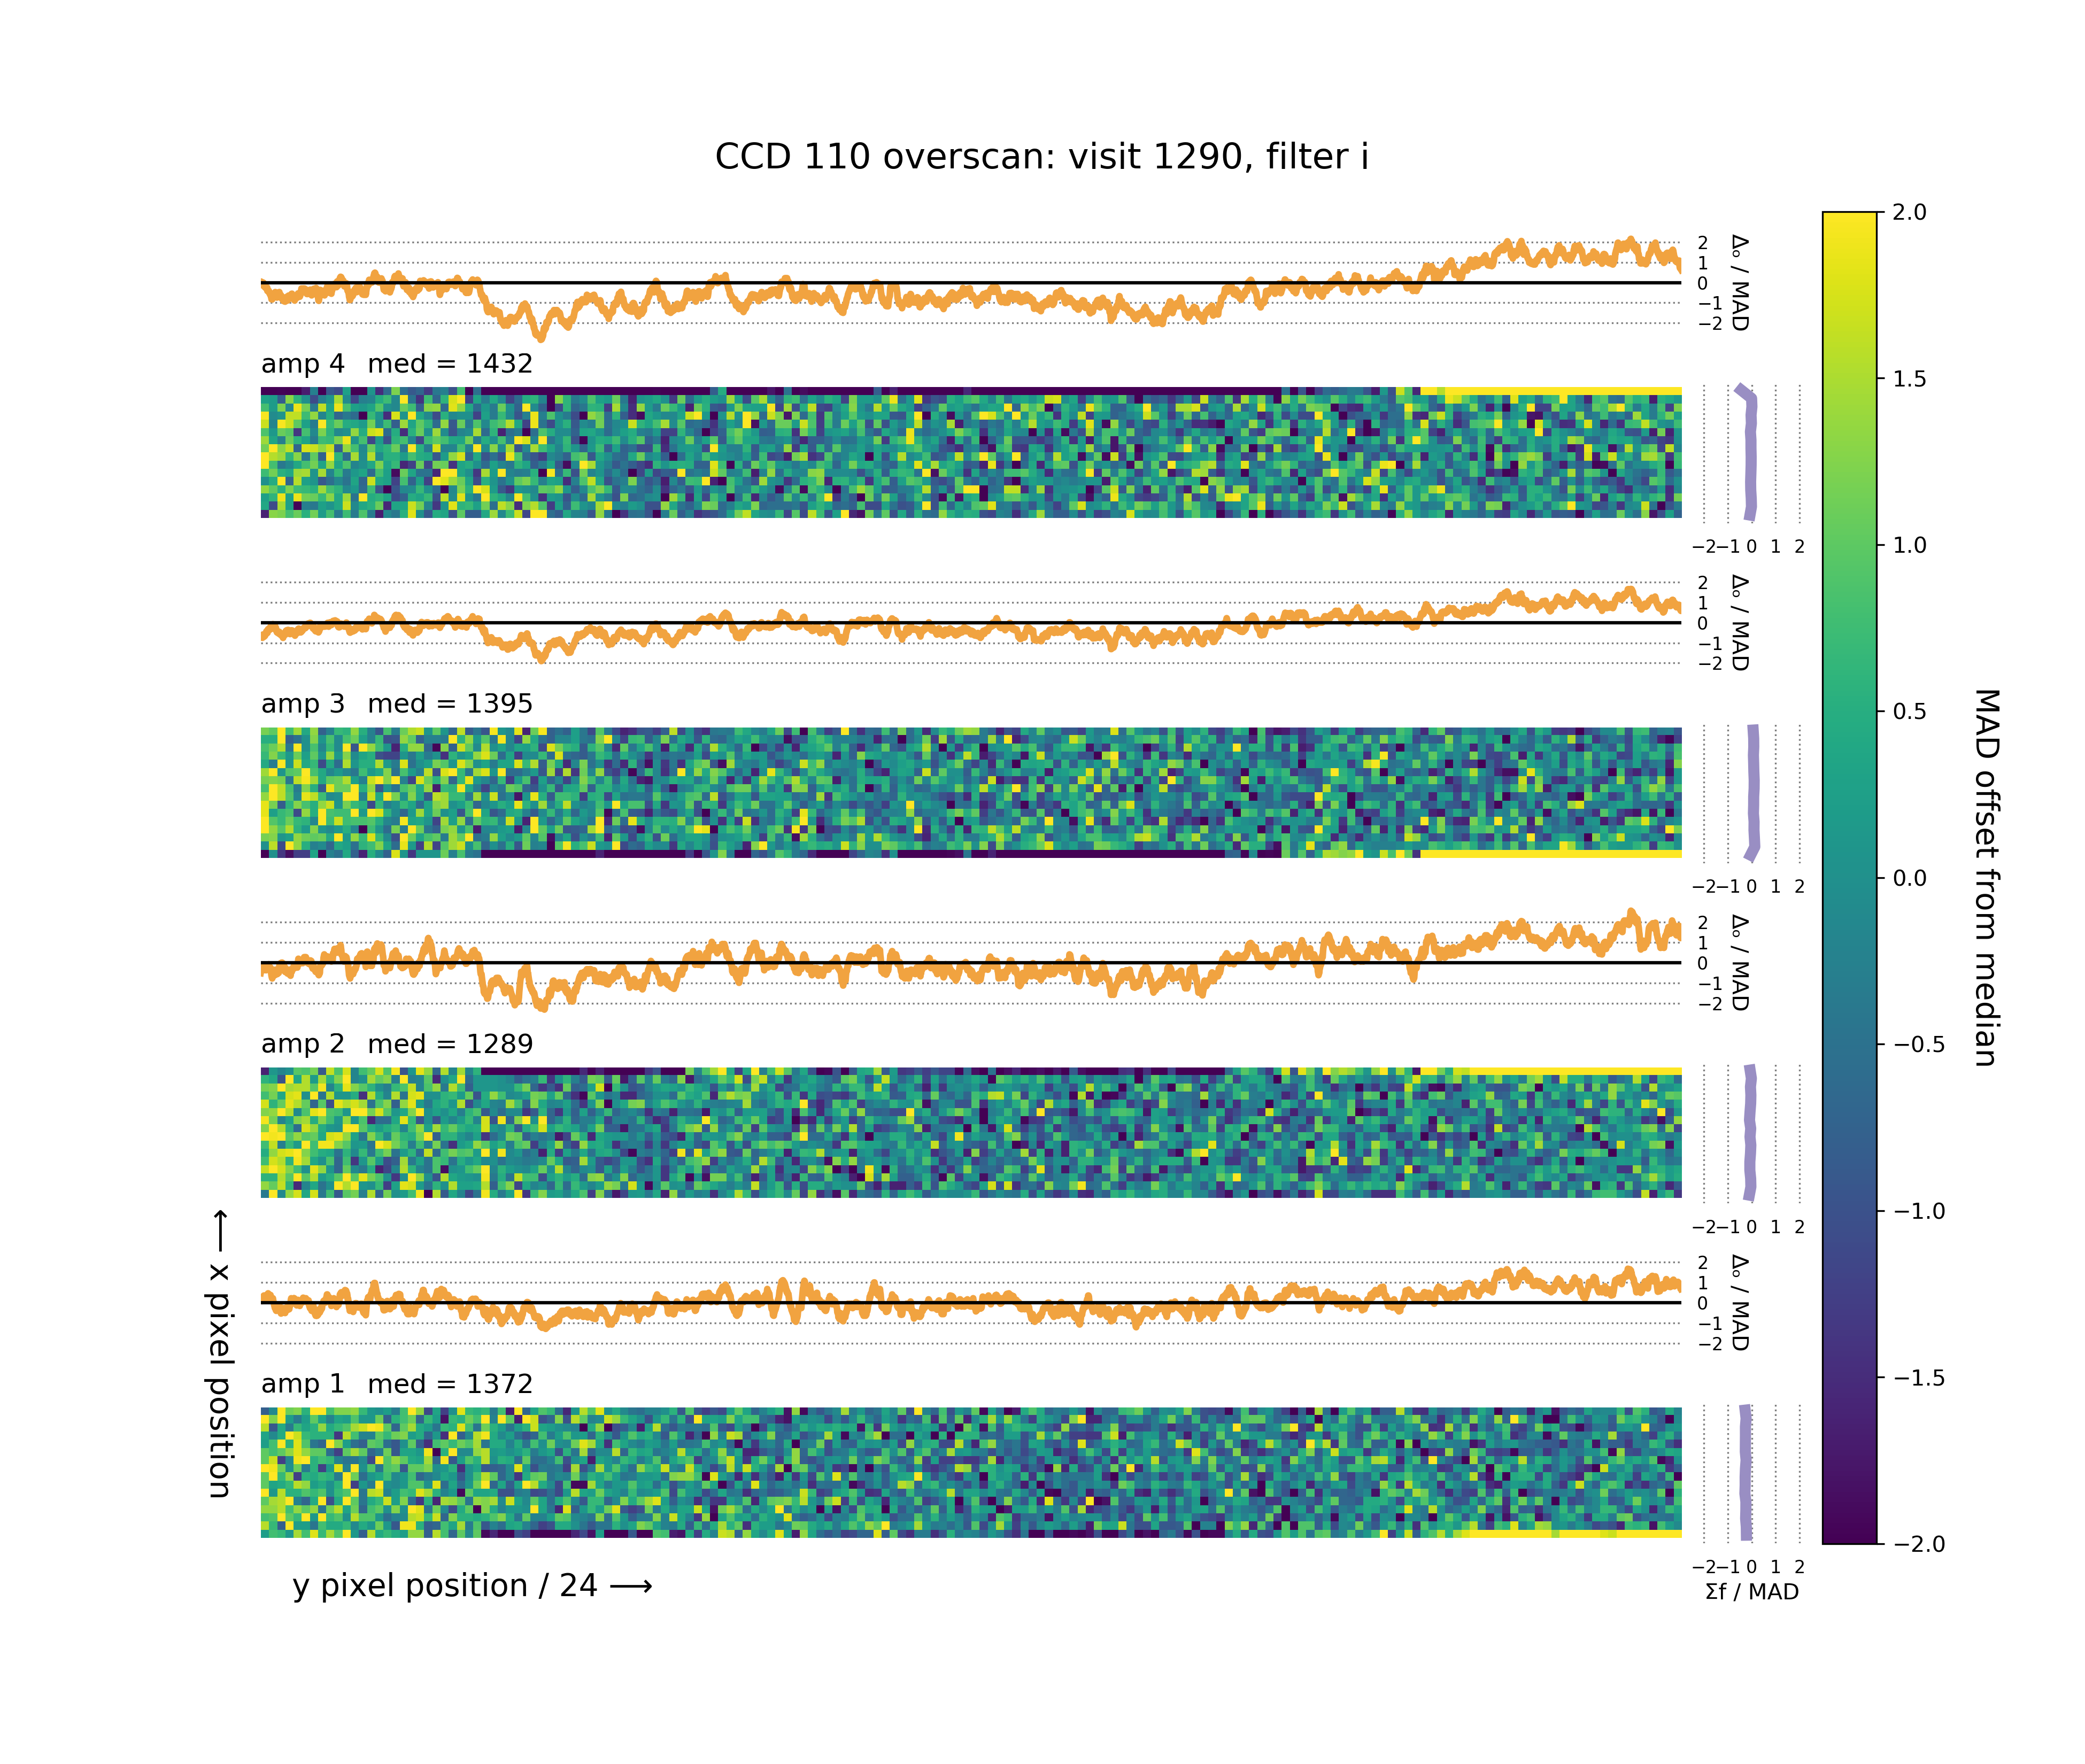 CCD 110 overscan: visit 1290, filter i
2
1
0
−1
−2
Δₒ / MAD
amp 4 med = 1432
−2 −1 0 1 2
2
1
0
−1
−2
Δₒ / MAD
amp 3 med = 1395
−2 −1 0 1 2
2
1
0
−1
−2
Δₒ / MAD
amp 2 med = 1289
−2 −1 0 1 2
2
1
0
−1
−2
Δₒ / MAD
amp 1 med = 1372
−2 −1 0 1 2
Σf / MAD
x pixel position ⟶
y pixel position / 24 ⟶
2.0
1.5
1.0
0.5
0.0
−0.5
−1.0
−1.5
−2.0
MAD offset from median